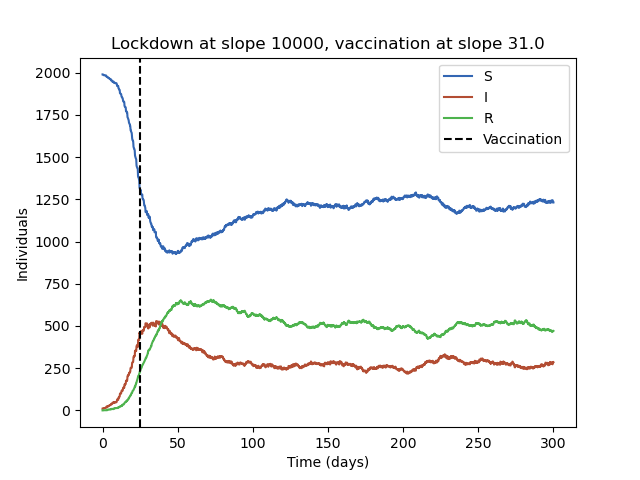 Lockdown at slope 10000, vaccination at slope 31.0
2000
1750
1500
1250
1000
750
500
250
0
Individuals
S
I
R
Vaccination
0 50 100 150 200 250 300
Time (days)